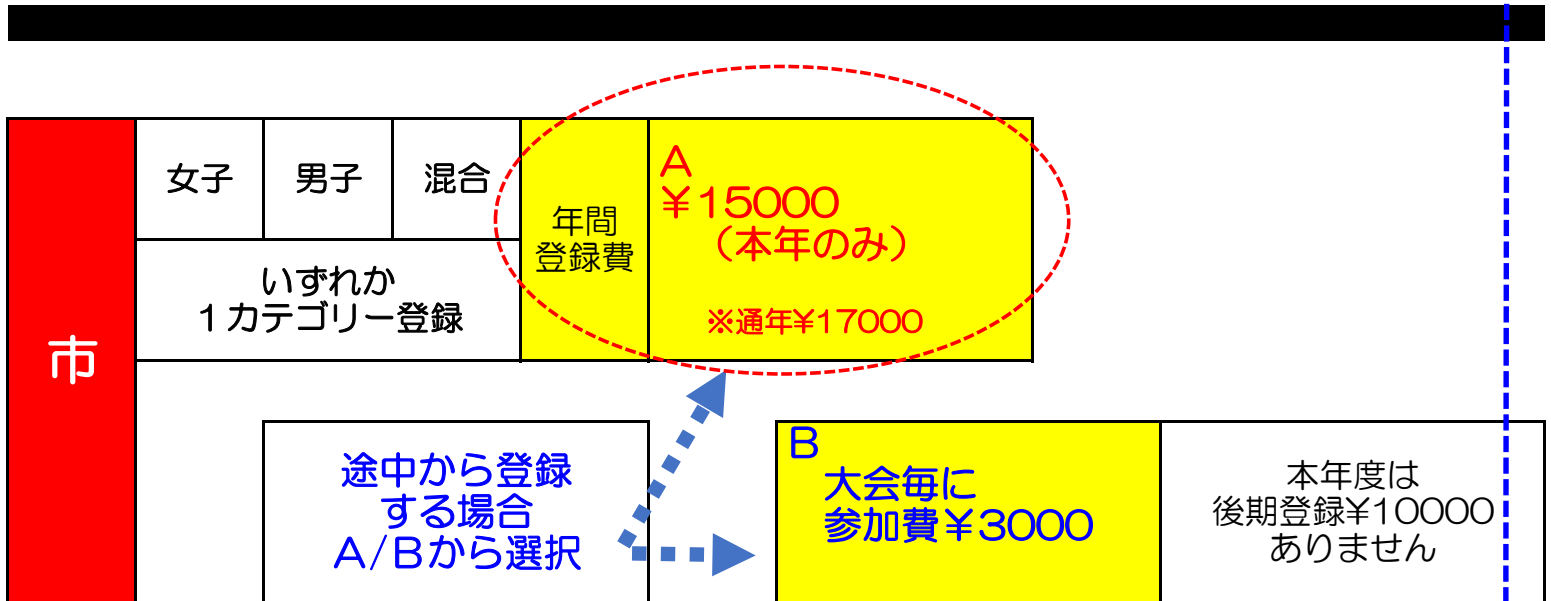 市
女子
男子
混合
いずれか
１カテゴリー登録
年間
登録費
A
￥15000
（本年のみ）
※通年¥17000
途中から登録
する場合
A/Bから選択
B
大会毎に
参加費￥3000
本年度は
後期登録¥10000
ありません